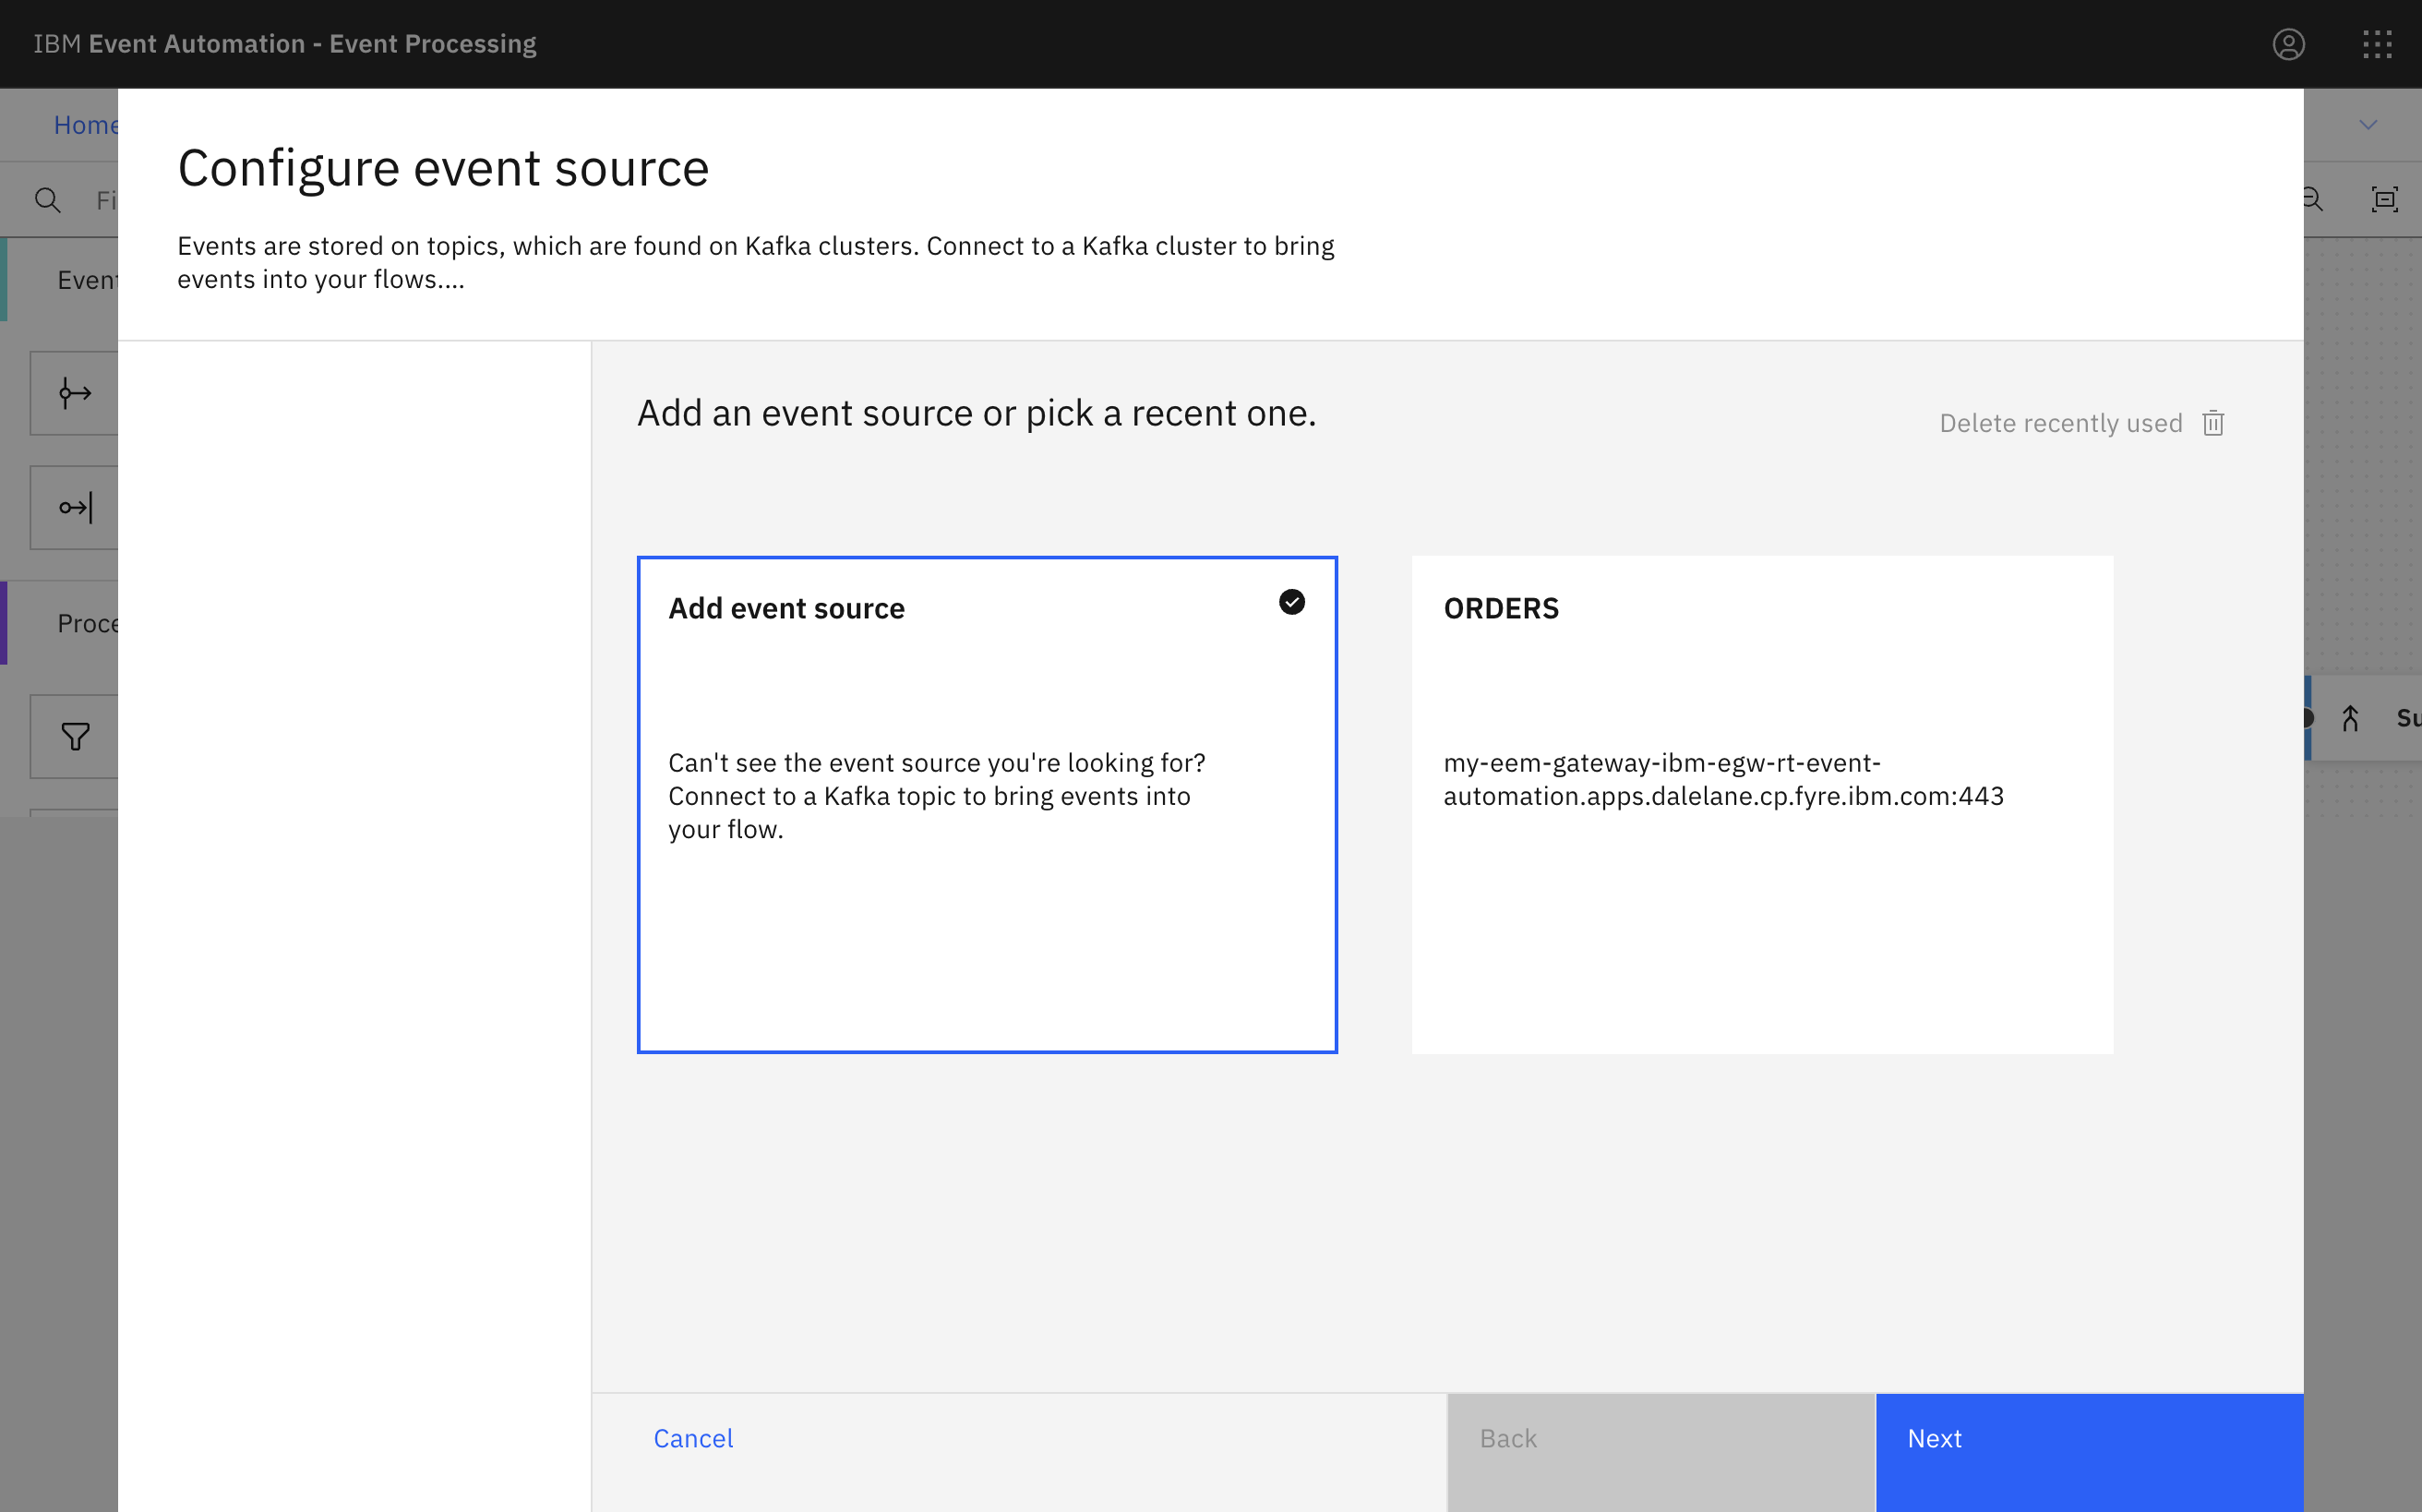 IBM Event Automation - Event Processing
Home
Configure event source
Fi
Events are stored on topics, which are found on Kafka clusters. Connect to a Kafka cluster to bring
events into your flows....
Event
Add an event source or pick a recent one.
Delete recently used
Add event source
ORDERS
Proce
Su
Can't see the event source you're looking for?
Connect to a Kafka topic to bring events into
your flow.
my-eem-gateway-ibm-egw-rt-event-
automation.apps.dalelane.cp.fyre.ibm.com:443
Cancel
Back
Next